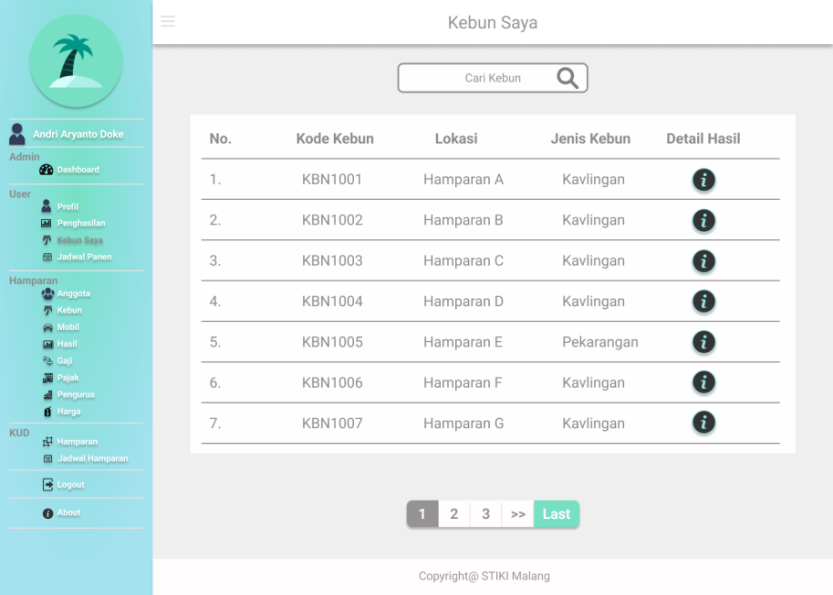 Andri Aryanto Doke
Admin
Dashboard
User
Profil
Penghasilan
Kebun Saya
Jadwal Panen
Hamparan
Anggota
Kebun
Mobil
Hasil
Gaji
Pajak
Pengurus
Harga
KUD
Hamparan
Jadwal Hamparan
Logout
About
Kebun Saya
Cari Kebun
No. Kode Kebun Lokasi Jenis Kebun Detail Hasil
1. KBN1001 Hamparan A Kavlingan
2. KBN1002 Hamparan B Kavlingan
3. KBN1003 Hamparan C Kavlingan
4. KBN1004 Hamparan D Kavlingan
5. KBN1005 Hamparan E Pekarangan
6. KBN1006 Hamparan F Kavlingan
7. KBN1007 Hamparan G Kavlingan
1 2 3 >> Last
Copyright@ STIKI Malang